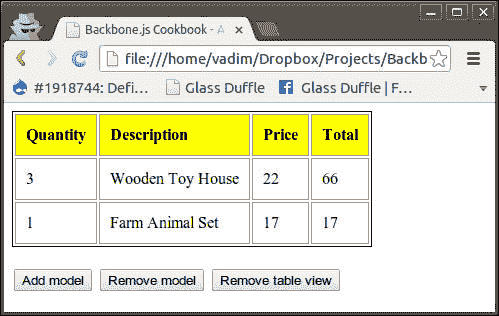 Backbone.js Cookbook - A
file:///home/vadim/Dropbox/Projects/Backb
#1918744: Defi... Glass Duffle Glass Duffle | F...
Quantity Description Price Total
3 Wooden Toy House 22 66
1 Farm Animal Set 17 17
Add model Remove model Remove table view